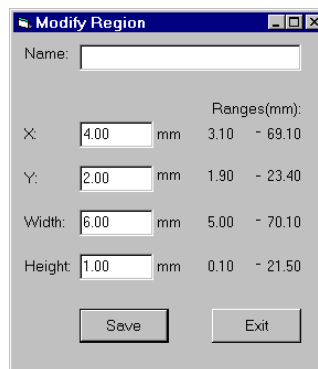 Modify Region
Name:
Ranges(mm):
X: 4.00 mm 3.10 - 69.10
Y: 2.00 mm 1.90 - 23.40
Width: 6.00 mm 5.00 - 70.10
Height: 1.00 mm 0.10 - 21.50
Save Exit